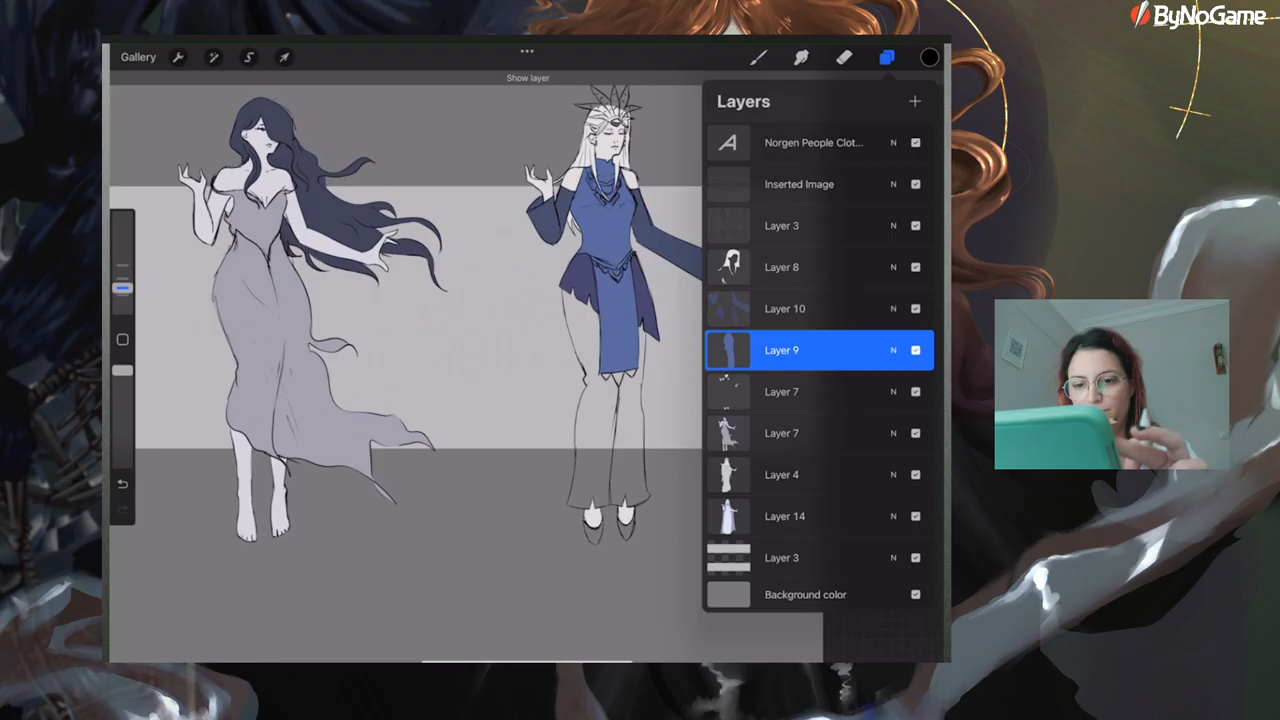 ByNoGame
Gallery
Show layer
Layers
Norgen People Clot... N
Inserted Image N
Layer 3 N
Layer 8 N
Layer 10 N
Layer 9 N
Layer 7 N
Layer 7 N
Layer 4 N
Layer 14 N
Layer 3 N
Background color